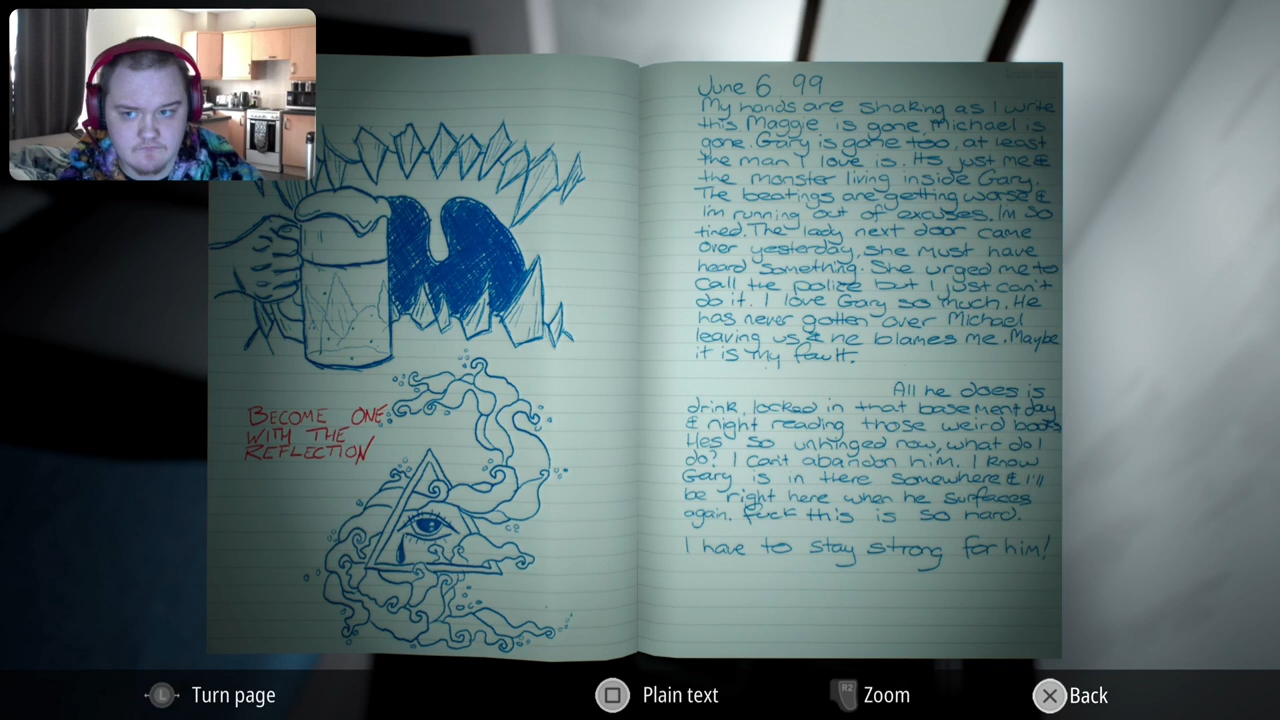 BECOME ONE
WITH THE
REFLECTION
June 6 99
My hands are shaking as I write
this Maggie is gone, Michael is
gone. Gary is gone too, at least
the man I love is. Its just me &
the monster living inside Gary.
The beatings are getting worse &
I'm running out of excuses. I'm so
tired. The lady next door came
over yesterday, she must have
heard something. She urged me to
call the police but I just can't
do it. I love Gary so much. He
has never gotten over Michael
leaving us & he blames me. Maybe
it is my fault.
All he does is
drink, locked in that basement day
& night reading those weird books
Hes so unhinged now, what do I
do? I can't abandon him. I know
Gary is in there somewhere & I'll
be right here when he surfaces
again. Fuck this is so hard.
I have to stay strong for him!
L Turn page
Plain text
R2 Zoom
Back